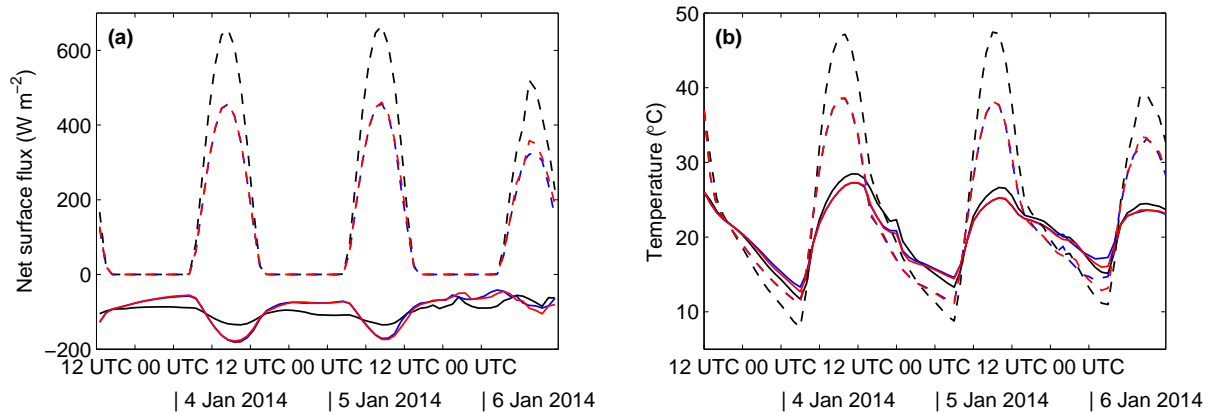 (a)
Net surface flux (W m−2)
600
400
200
0
−200
12 UTC 00 UTC 12 UTC 00 UTC 12 UTC 00 UTC
| 4 Jan 2014 | 5 Jan 2014 | 6 Jan 2014
(b)
Temperature (°C)
50
40
30
20
10
12 UTC 00 UTC 12 UTC 00 UTC 12 UTC 00 UTC
| 4 Jan 2014 | 5 Jan 2014 | 6 Jan 2014